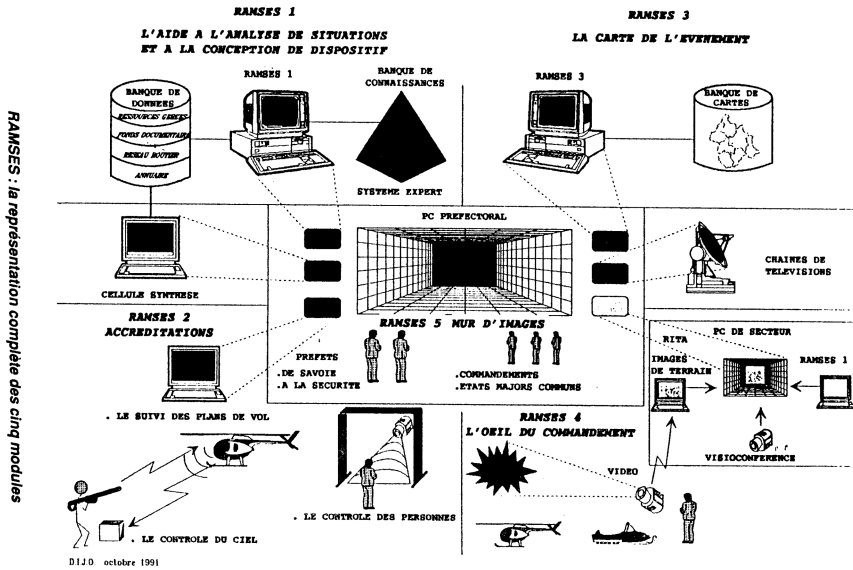 RAMSES 1
L'AIDE A L'ANALYSE DE SITUATIONS
ET A LA CONCEPTION DE DISPOSITIF
RAMSES 3
LA CARTE DE L'EVENEMENT
RAMSES 1
BANQUE DE
CONNAISSANCES
BANQUE DE
DONNEES
RESSOURCES GEREES
FONDS DOCUMENTAIRE
RESEAU ROUTIER
ANNUAIRE
SYSTEME EXPERT
RAMSES 3
BANQUE DE
CARTES
CELLULE SYNTHESE
PC PREFECTORAL
RAMSES 5 MUR D'IMAGES
PREFETS
.DE SAVOIE
.A LA SECURITE
.COMMANDEMENTS
.ETATS MAJORS COMMUNS
CHAINES DE
TELEVISIONS
RAMSES 2
ACCREDITATIONS
. LE SUIVI DES PLANS DE VOL
. LE CONTROLE DU CIEL
. LE CONTROLE DES PERSONNES
RAMSES 4
L'OEIL DU COMMANDEMENT
VIDEO
PC DE SECTEUR
RITA
IMAGES
DE TERRAIN
RAMSES 1
VISIOCONFERENCE
D.I.J.O. octobre 1991
RAMSES : la représentation complète des cinq modules